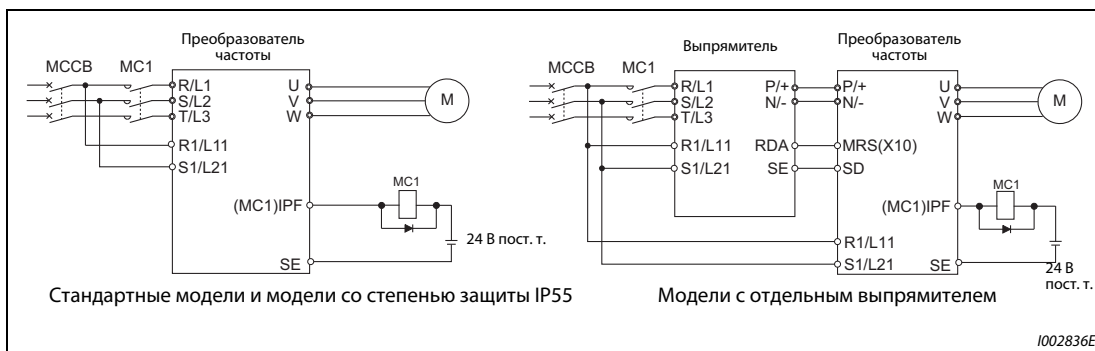 Преобразователь
частоты
MCCB
MC1
R/L1
S/L2
T/L3
U
V
W
M
R1/L11
S1/L21
(MC1)IPF
MC1
24 В пост. т.
SE
Стандартные модели и модели со степенью защиты IP55
Выпрямитель
Преобразователь
частоты
MCCB
MC1
R/L1
S/L2
T/L3
P/+
N/-
P/+
N/-
U
V
W
M
R1/L11
S1/L21
RDA
SE
MRS(X10)
SD
(MC1)IPF
MC1
R1/L11
S1/L21
SE
24 В
пост. т.
Модели с отдельным выпрямителем
I002836E